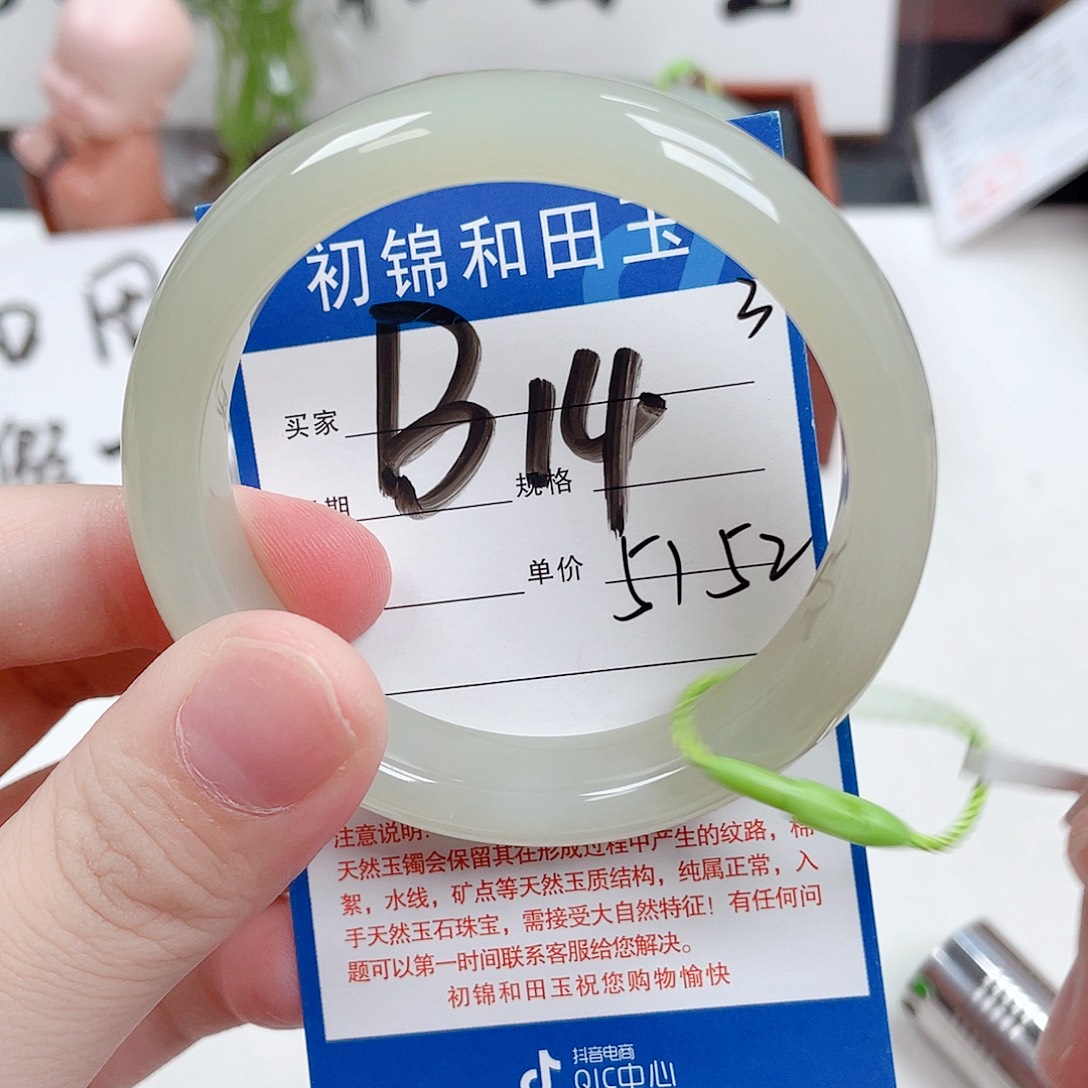 初锦和田玉
3
B14
买家
期
规格
单价 5152
注意说明:
天然玉镯会保留其在形成过程中产生的纹路，棉
絮，水线，矿点等天然玉质结构，纯属正常，入
手天然玉石珠宝，需接受大自然特征！有任何问
题可以第一时间联系客服给您解决。
初锦和田玉祝您购物愉快
抖音电商
QIC中心